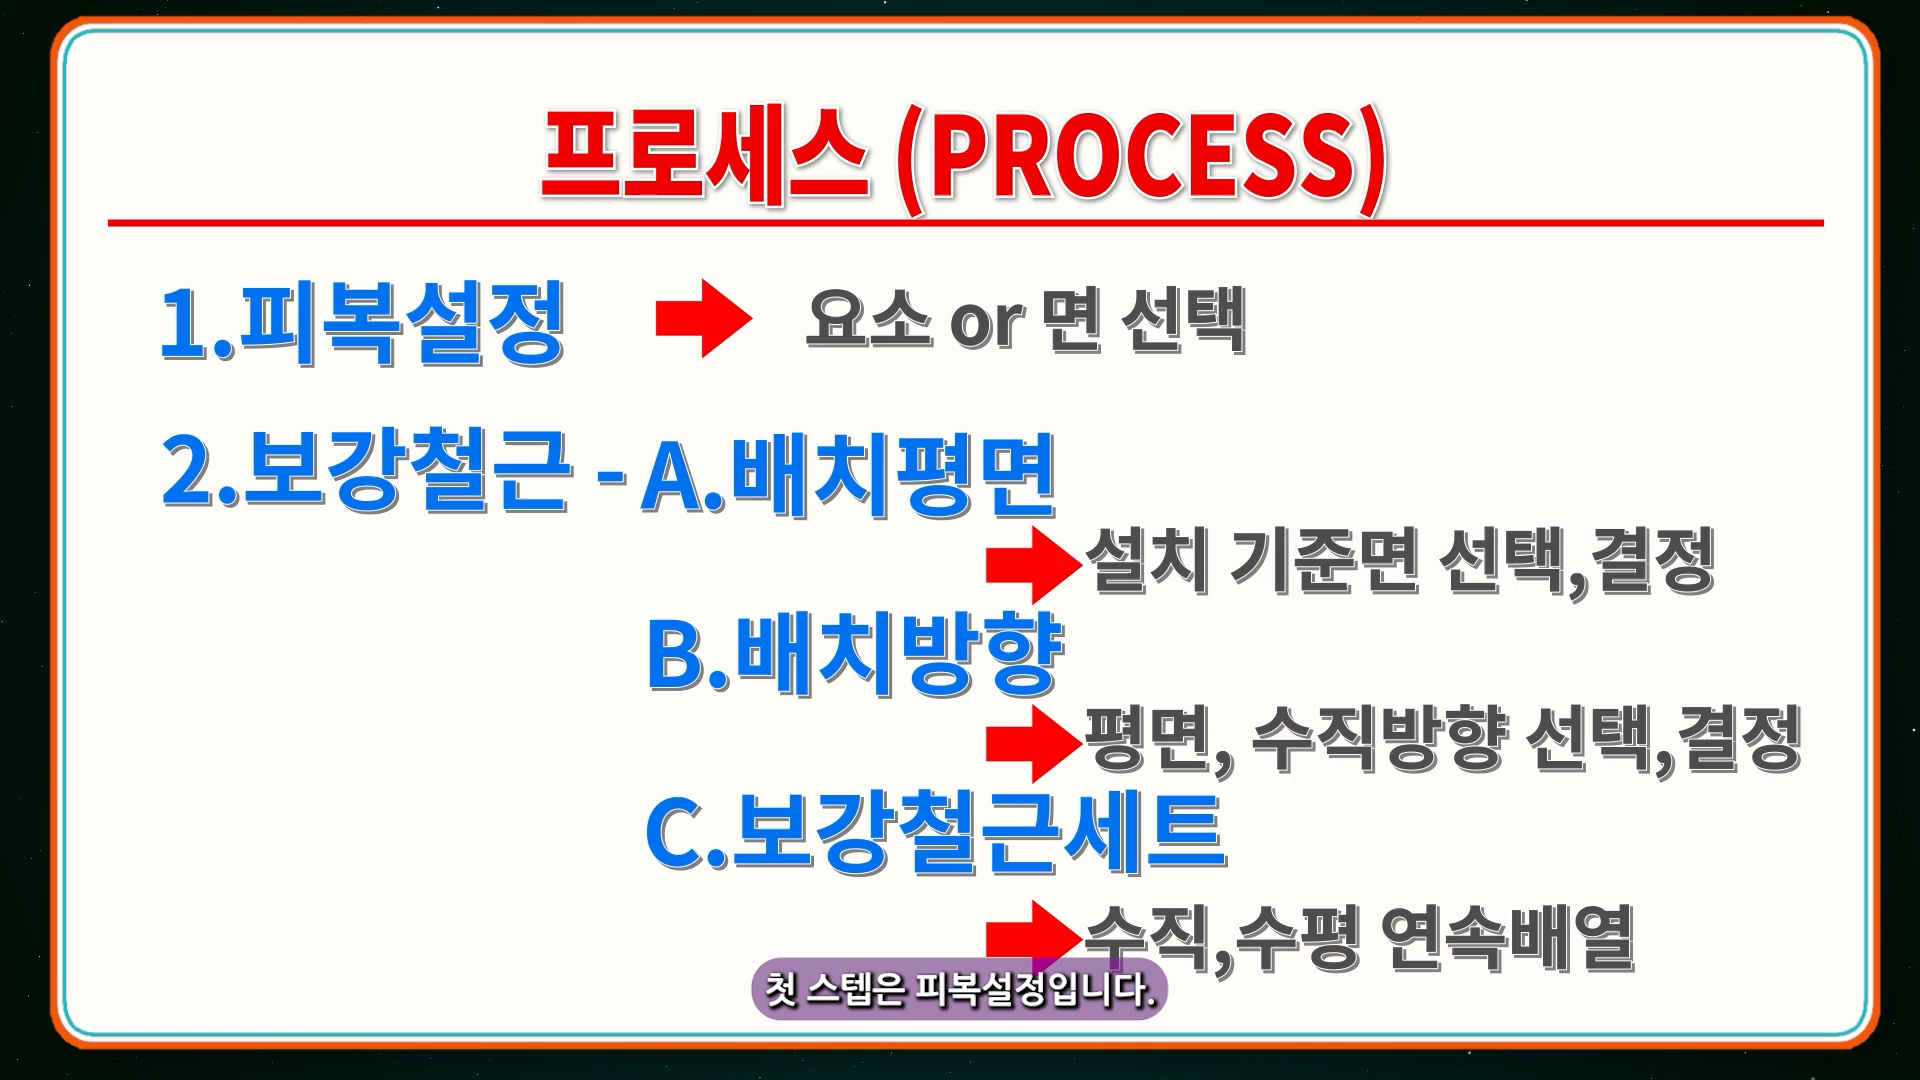 프로세스 (PROCESS)
1.피복설정 요소 or 면 선택
2.보강철근 - A.배치평면
설치 기준면 선택,결정
B.배치방향
평면, 수직방향 선택,결정
C.보강철근세트
수직,수평 연속배열
첫 스텝은 피복설정입니다.